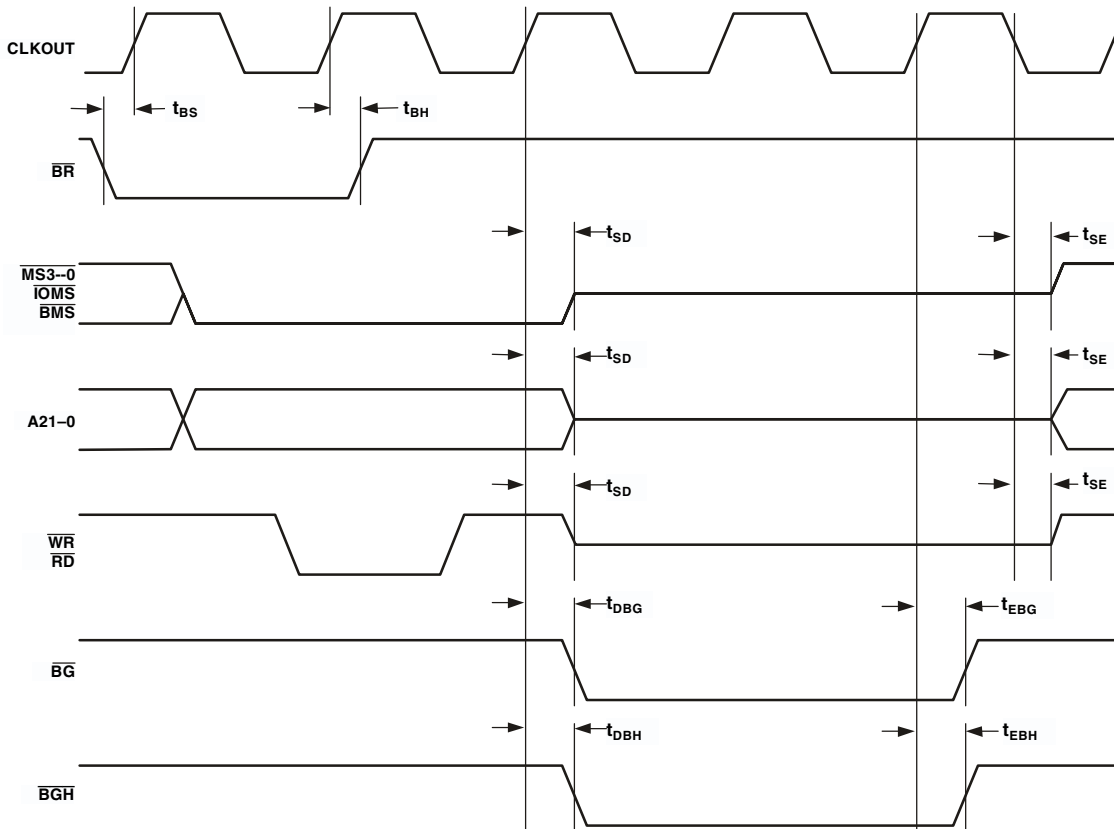 CLKOUT
tBS
tBH
BR
tSD
tSE
MS3--0
IOMS
BMS
tSD
tSE
A21–0
tSD
tSE
WR
RD
tDBG
tEBG
BG
tDBH
tEBH
BGH